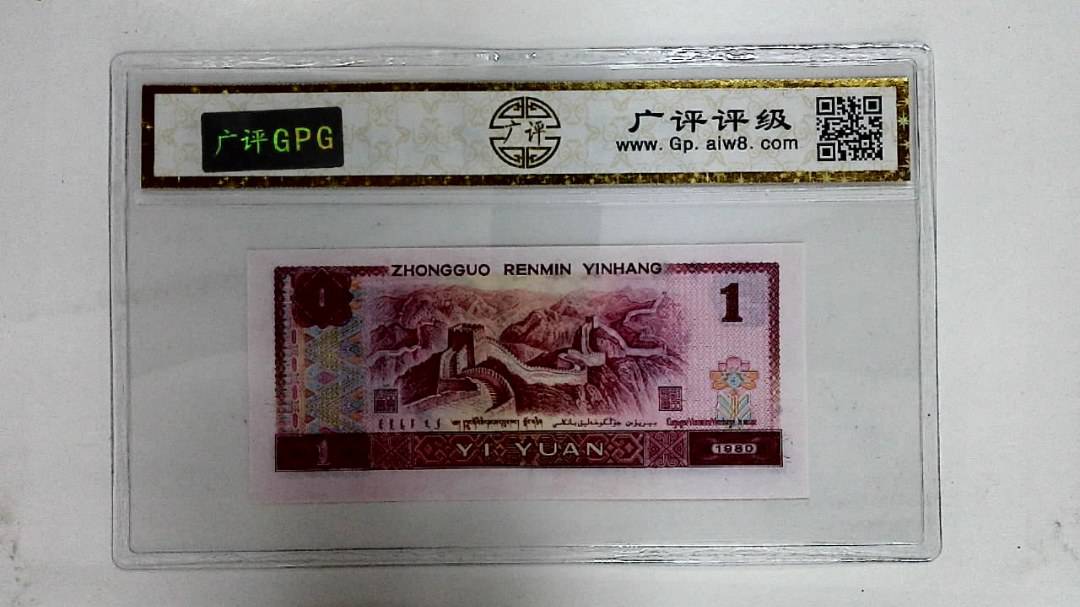 广评GPG
广评
广评评级
www.Gp.aiw8.com
ZHONGGUO RENMIN YINHANG
1
1
YI YUAN
1980